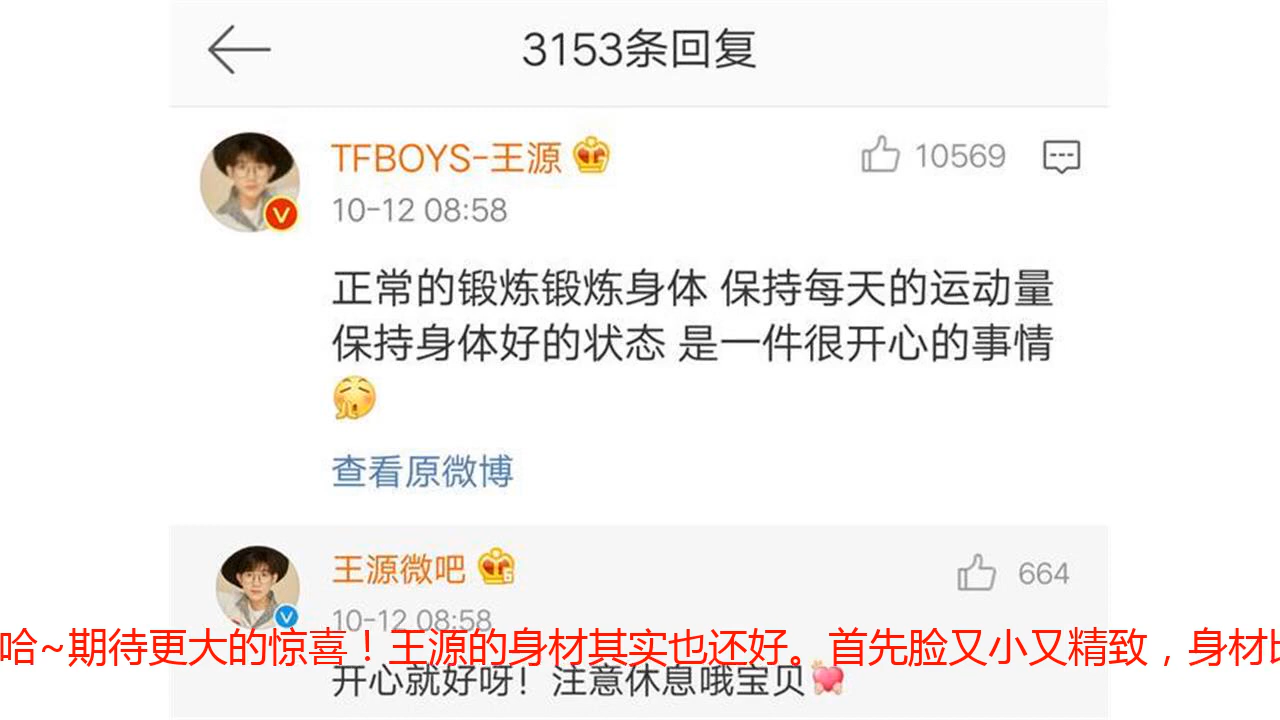 3153条回复
TFBOYS-王源
10569
10-12 08:58
正常的锻炼锻炼身体 保持每天的运动量
保持身体好的状态 是一件很开心的事情
查看原微博
王源微吧
664
10-12 08:58
哈~期待更大的惊喜！王源的身材其实也还好。首先脸又小又精致，身材比
开心就好呀！注意休息哦宝贝